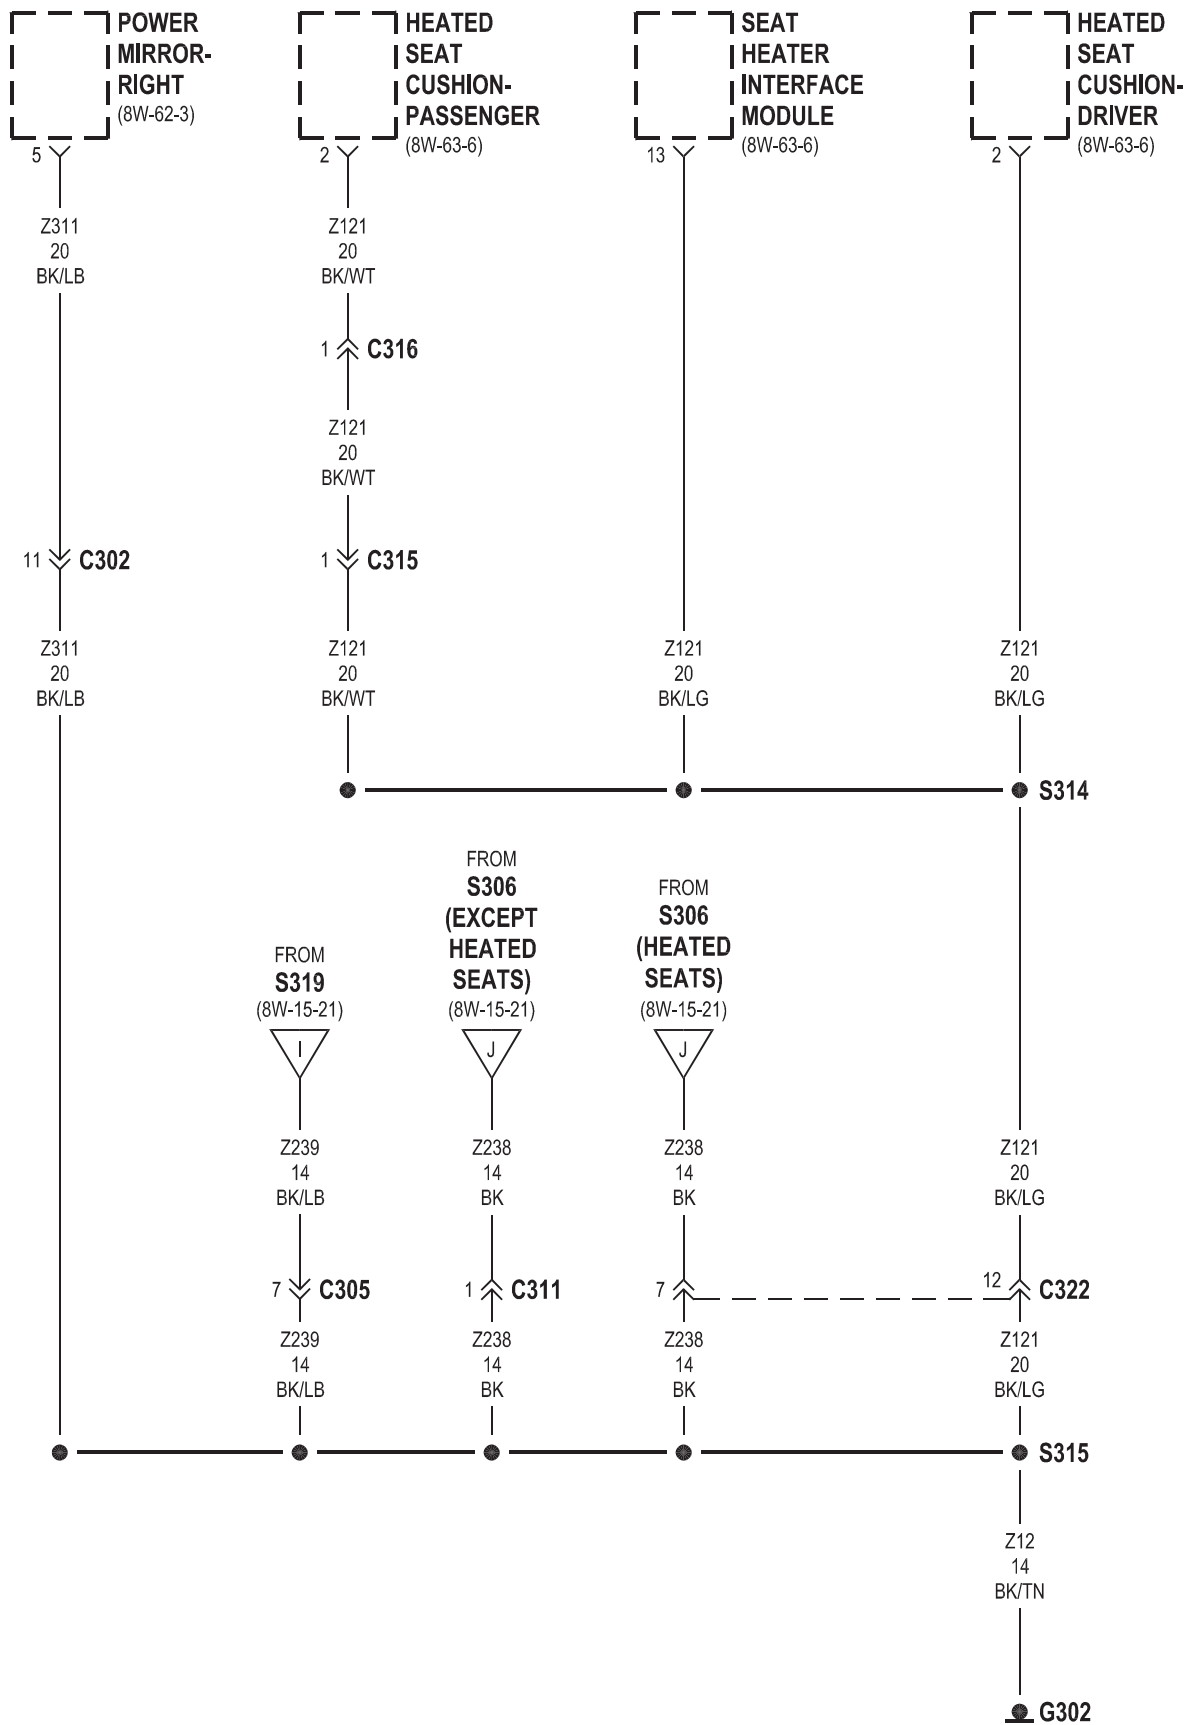 POWER
MIRROR-
RIGHT
(8W-62-3)
HEATED
SEAT
CUSHION-
PASSENGER
(8W-63-6)
SEAT
HEATER
INTERFACE
MODULE
(8W-63-6)
HEATED
SEAT
CUSHION-
DRIVER
(8W-63-6)
5
2
13
2
Z311
20
BK/LB
Z121
20
BK/WT
1 C316
Z121
20
BK/WT
11 C302
1 C315
Z311
20
BK/LB
Z121
20
BK/WT
Z121
20
BK/LG
Z121
20
BK/LG
S314
FROM
S319
(8W-15-21)
I
FROM
S306
(EXCEPT
HEATED
SEATS)
(8W-15-21)
J
FROM
S306
(HEATED
SEATS)
(8W-15-21)
J
Z239
14
BK/LB
Z238
14
BK
Z238
14
BK
Z121
20
BK/LG
7 C305
1 C311
7
12 C322
Z239
14
BK/LB
Z238
14
BK
Z238
14
BK
Z121
20
BK/LG
S315
Z12
14
BK/TN
G302